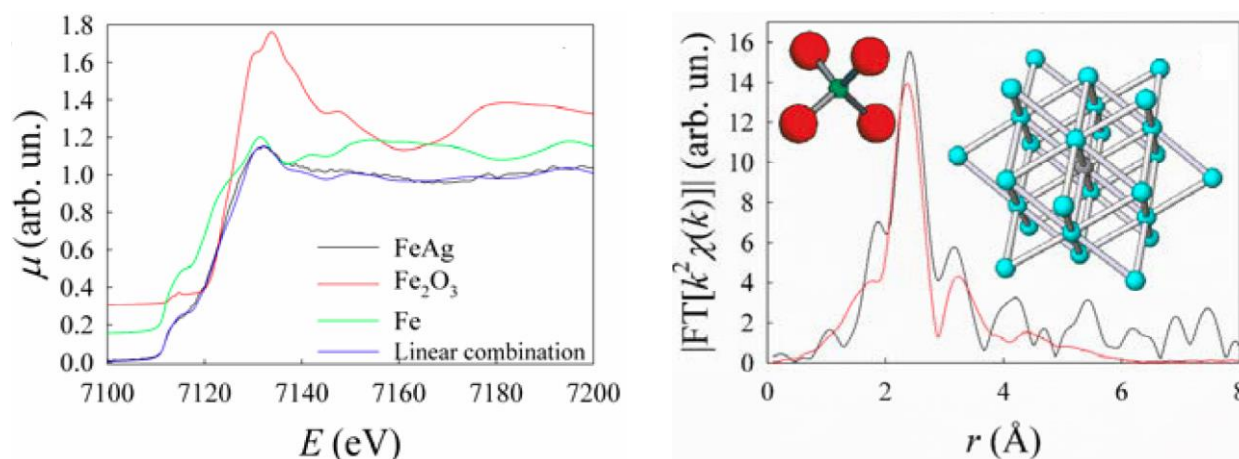 1.8
1.6
1.4
1.2
1.0
0.8
0.6
0.4
0.2
0.0
μ (arb. un.)
FeAg
Fe₂O₃
Fe
Linear combination
7100 7120 7140 7160 7180 7200
E (eV)
16
14
12
10
8
6
4
2
0
|FT[k² χ(k)]| (arb. un.)
0 2 4 6 8
r (Å)